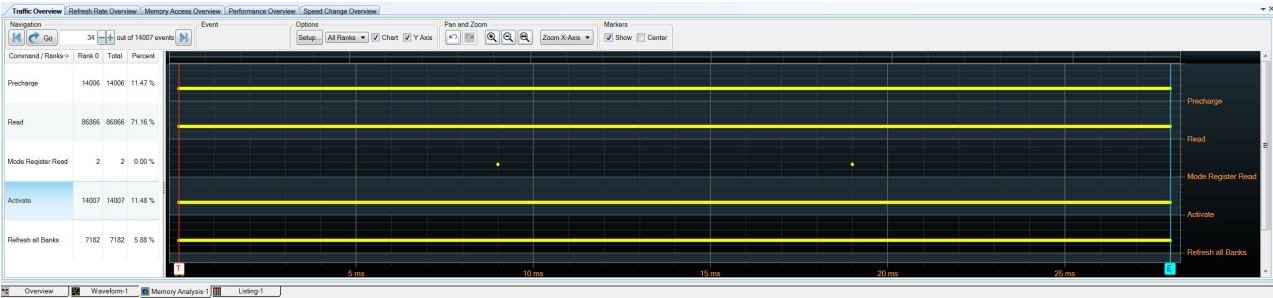 Traffic Overview Refresh Rate Overview Memory Access Overview Performance Overview Speed Change Overview
Navigation Event Options Pan and Zoom Markers
Go 34 out of 14007 events Setup... All Ranks Chart Y Axis Zoom X-Axis Show Center
Command / Ranks-> Rank 0 Total Percent
Precharge 14006 14006 11.47 % Precharge
Read 86866 86866 71.16 % Read
Mode Register Read 2 2 0.00 % Mode Register Read
Activate 14007 14007 11.48 % Activate
Refresh all Banks 7182 7182 5.88 % Refresh all Banks
T 5 ms 10 ms 15 ms 20 ms 25 ms E
Overview Waveform-1 Memory Analysis-1 Listing-1